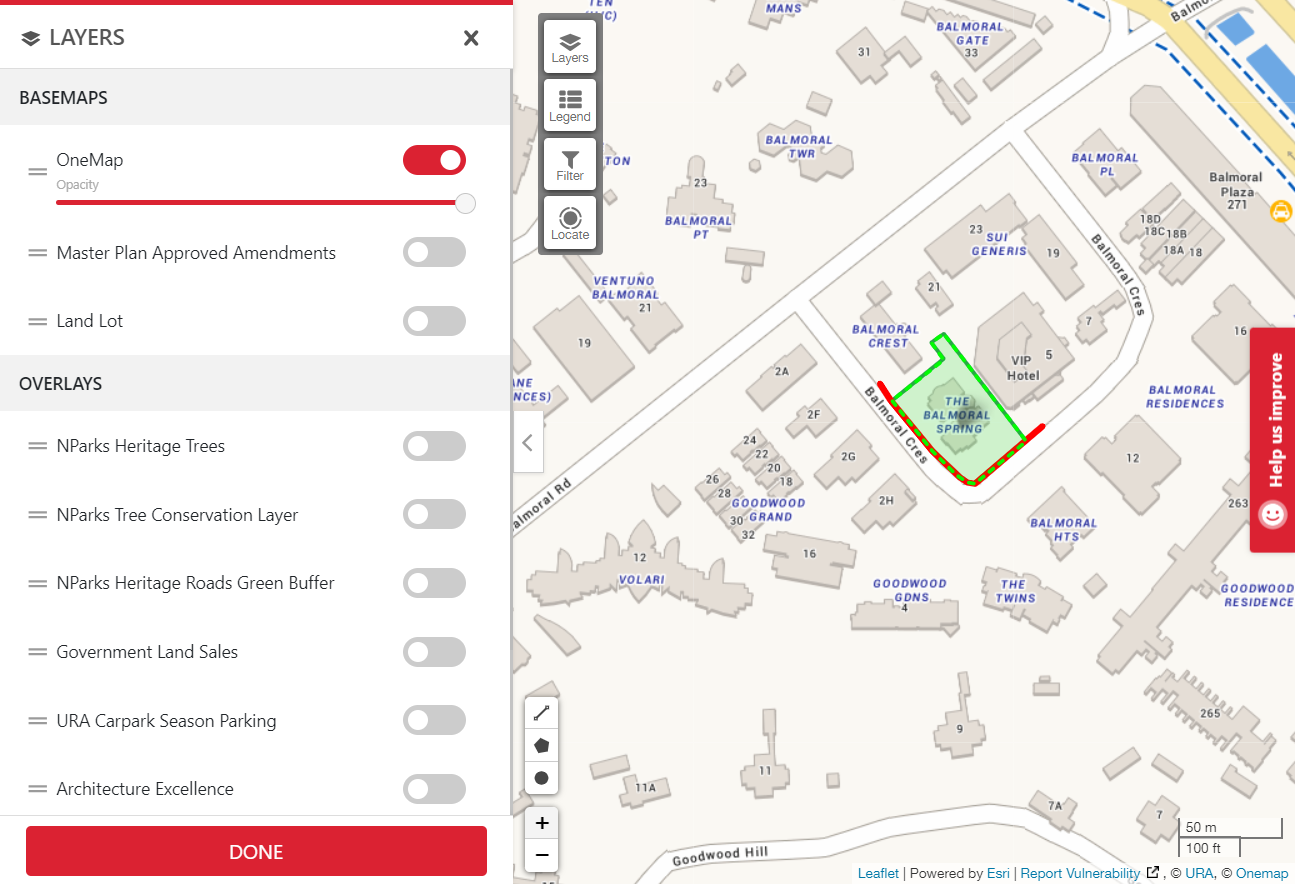 LAYERS
BASEMAPS
OneMap
Opacity
Master Plan Approved Amendments
Land Lot
OVERLAYS
NParks Heritage Trees
NParks Tree Conservation Layer
NParks Heritage Roads Green Buffer
Government Land Sales
URA Carpark Season Parking
Architecture Excellence
DONE
Layers
Legend
Filter
Locate
TEN
MANS
Balmoral
BALMORAL
GATE
33
31
BALMORAL
TWR
TON
23
BALMORAL
PT
BALMORAL
PL
Balmoral
Plaza
271
18D
18C
18B
18A
18
23
SUI
GENERIS
19
Balmoral Cres
21
VENTUNO
BALMORAL
21
19
BALMORAL
CREST
7
16
VIP
Hotel
5
2A
ANE
NCES)
THE
BALMORAL
SPRING
BALMORAL
RESIDENCES
Balmoral Cres
2F
24
22
20
18
2G
12
26
28
30
32
GOODWOOD
GRAND
2H
almoral Rd
263
BALMORAL
HTS
12
VOLARI
16
GOODWOOD
GDNS
4
THE
TWINS
GOODWOOD
RESIDENCE
265
9
11
11A
7A
7
Goodwood Hill
15
Help us improve
+
−
50 m
100 ft
Leaflet | Powered by Esri | Report Vulnerability , © URA, © Onemap